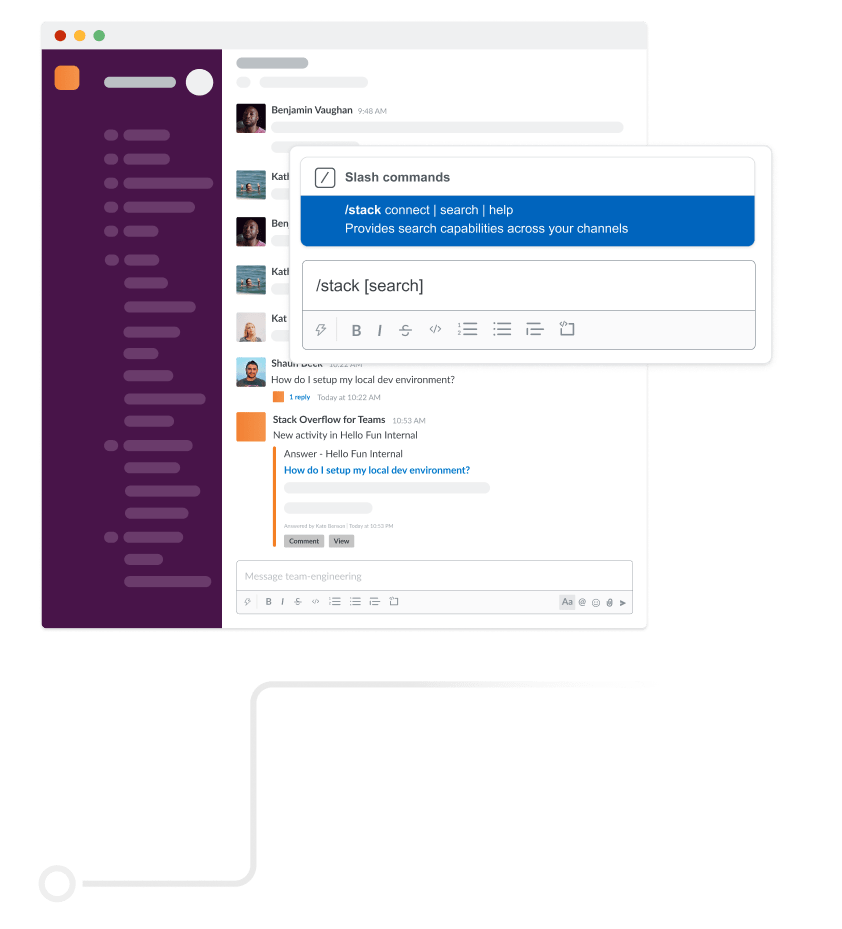 Benjamin Vaughan 9:48 AM
Kat
Ben
Kat
Kat
Slash commands
/stack connect | search | help
Provides search capabilities across your channels
/stack [search]
Shaun Beck 10:22 AM
How do I setup my local dev environment?
1 reply Today at 10:22 AM
Stack Overflow for Teams 10:53 AM
New activity in Hello Fun Internal
Answer - Hello Fun Internal
How do I setup my local dev environment?
Answered by Kate Banaus | Today at 10:53 PM
Comment View
Message team-engineering
Aa